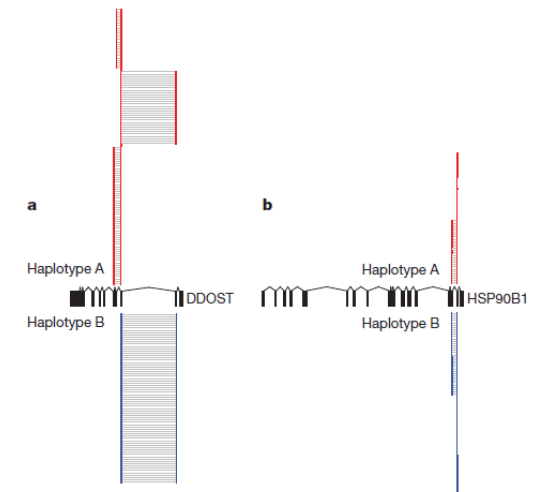 a
b
Haplotype A
DDOST
Haplotype B
Haplotype A
HSP90B1
Haplotype B